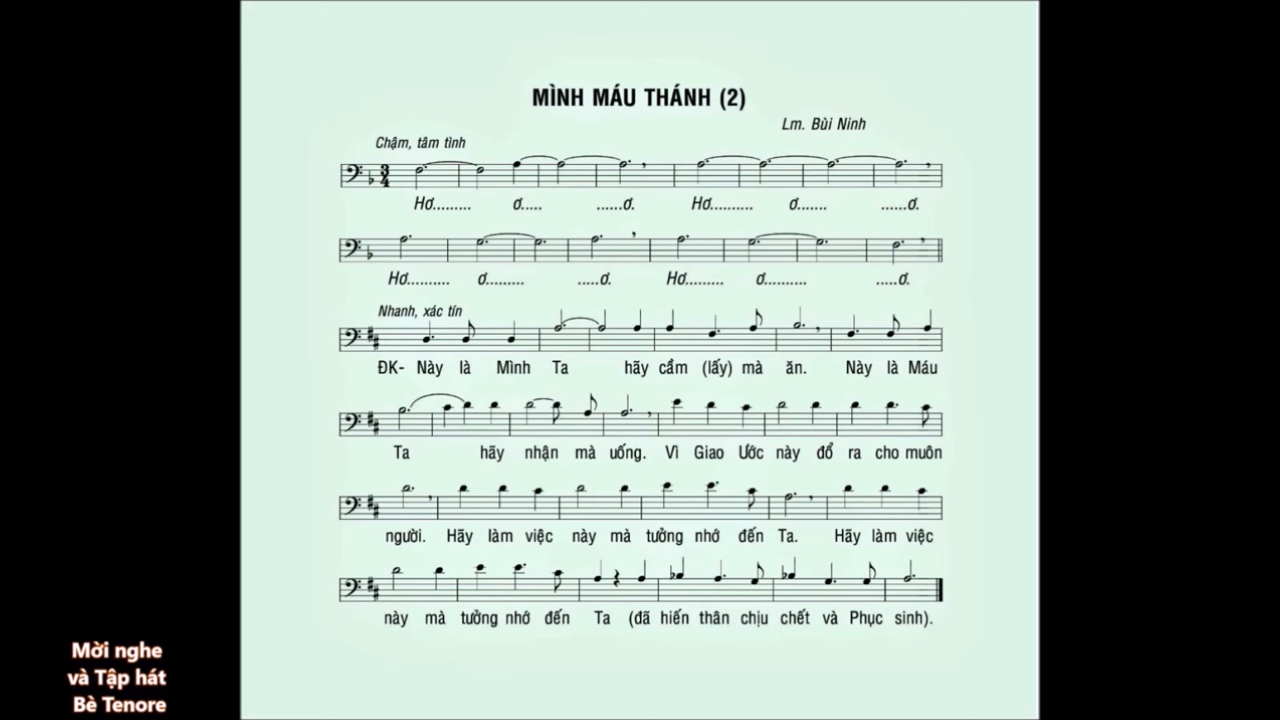 MÌNH MÁU THÁNH (2)
Lm. Bùi Ninh
Chậm, tâm tình
3
4
Hơ......... ơ..... ......ơ. Hơ.......... ơ....... ......ơ.
Hơ.......... ơ......... .....ơ. Hơ......... ơ.......... .....ơ.
Nhanh, xác tín
ĐK- Này là Mình Ta hãy cầm (lấy) mà ăn. Này là Máu
Ta hãy nhận mà uống. Vì Giao Ước này đổ ra cho muôn
người. Hãy làm việc này mà tưởng nhớ đến Ta. Hãy làm việc
này mà tưởng nhớ đến Ta (đã hiến thân chịu chết và Phục sinh).
Mời nghe
và Tập hát
Bè Tenore